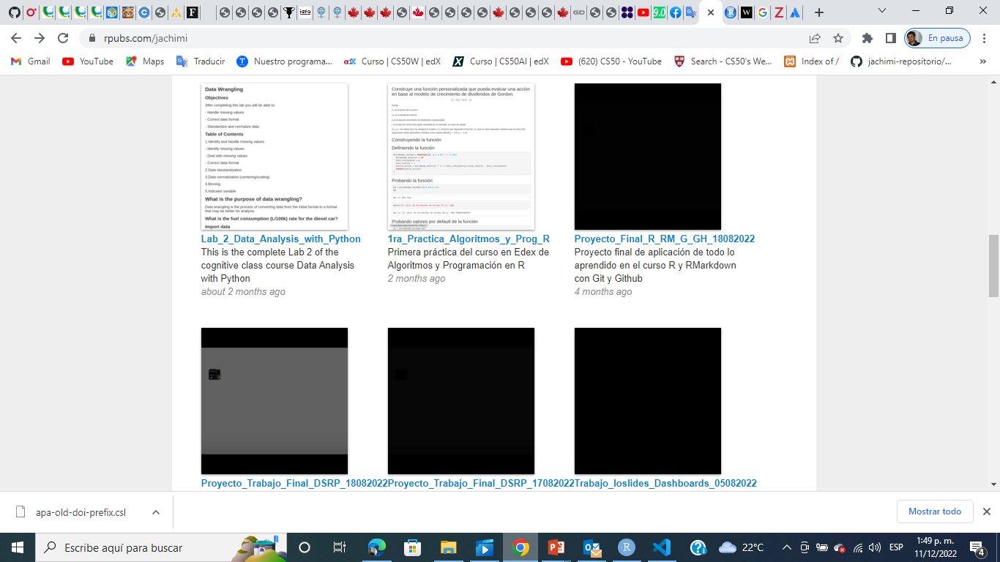 rpubs.com/jachimi
En pausa
Gmail
YouTube
Maps
Traducir
Nuestro programa...
Curso | CS50W | edX
Curso | CS50AI | edX
(620) CS50 - YouTube
Search - CS50's We...
Index of /
jachimi-repositorio/...
»
Data Wrangling
Objectives
After completing this lab you will be able to:
- Handle missing values
- Correct data format
- Standardize and normalize data
Table of Contents
1.Identify and handle missing values
- Identify missing values
- Deal with missing values
- Correct data format
2.Data standardization
3.Data normalization (centering/scaling)
4.Binning
5.Indicator variable
What is the purpose of data wrangling?
Data wrangling is the process of converting data from the initial format to a format
that may be better for analysis.
What is the fuel consumption (L/100k) rate for the diesel car?
Import data
Construye una función personalizada que pueda evaluar una acción
en base al modelo de crecimiento de dividendos de Gordon.
Construyendo la función
Definiendo la función
Probando la función
Probando valores por default de la función
Lab_2_Data_Analysis_with_Python
This is the complete Lab 2 of the
cognitive class course Data Analysis
with Python
about 2 months ago
1ra_Practica_Algoritmos_y_Prog_R
Primera práctica del curso en Edex de
Algoritmos y Programación en R
2 months ago
Proyecto_Final_R_RM_G_GH_18082022
Proyecto final de aplicación de todo lo
aprendido en el curso R y RMarkdown
con Git y Github
4 months ago
Proyecto_Trabajo_Final_DSRP_18082022
Proyecto_Trabajo_Final_DSRP_17082022
Trabajo_Ioslides_Dashboards_05082022
apa-old-doi-prefix.csl
Mostrar todo
Escribe aquí para buscar
22°C
ESP
1:49 p. m.
11/12/2022
4